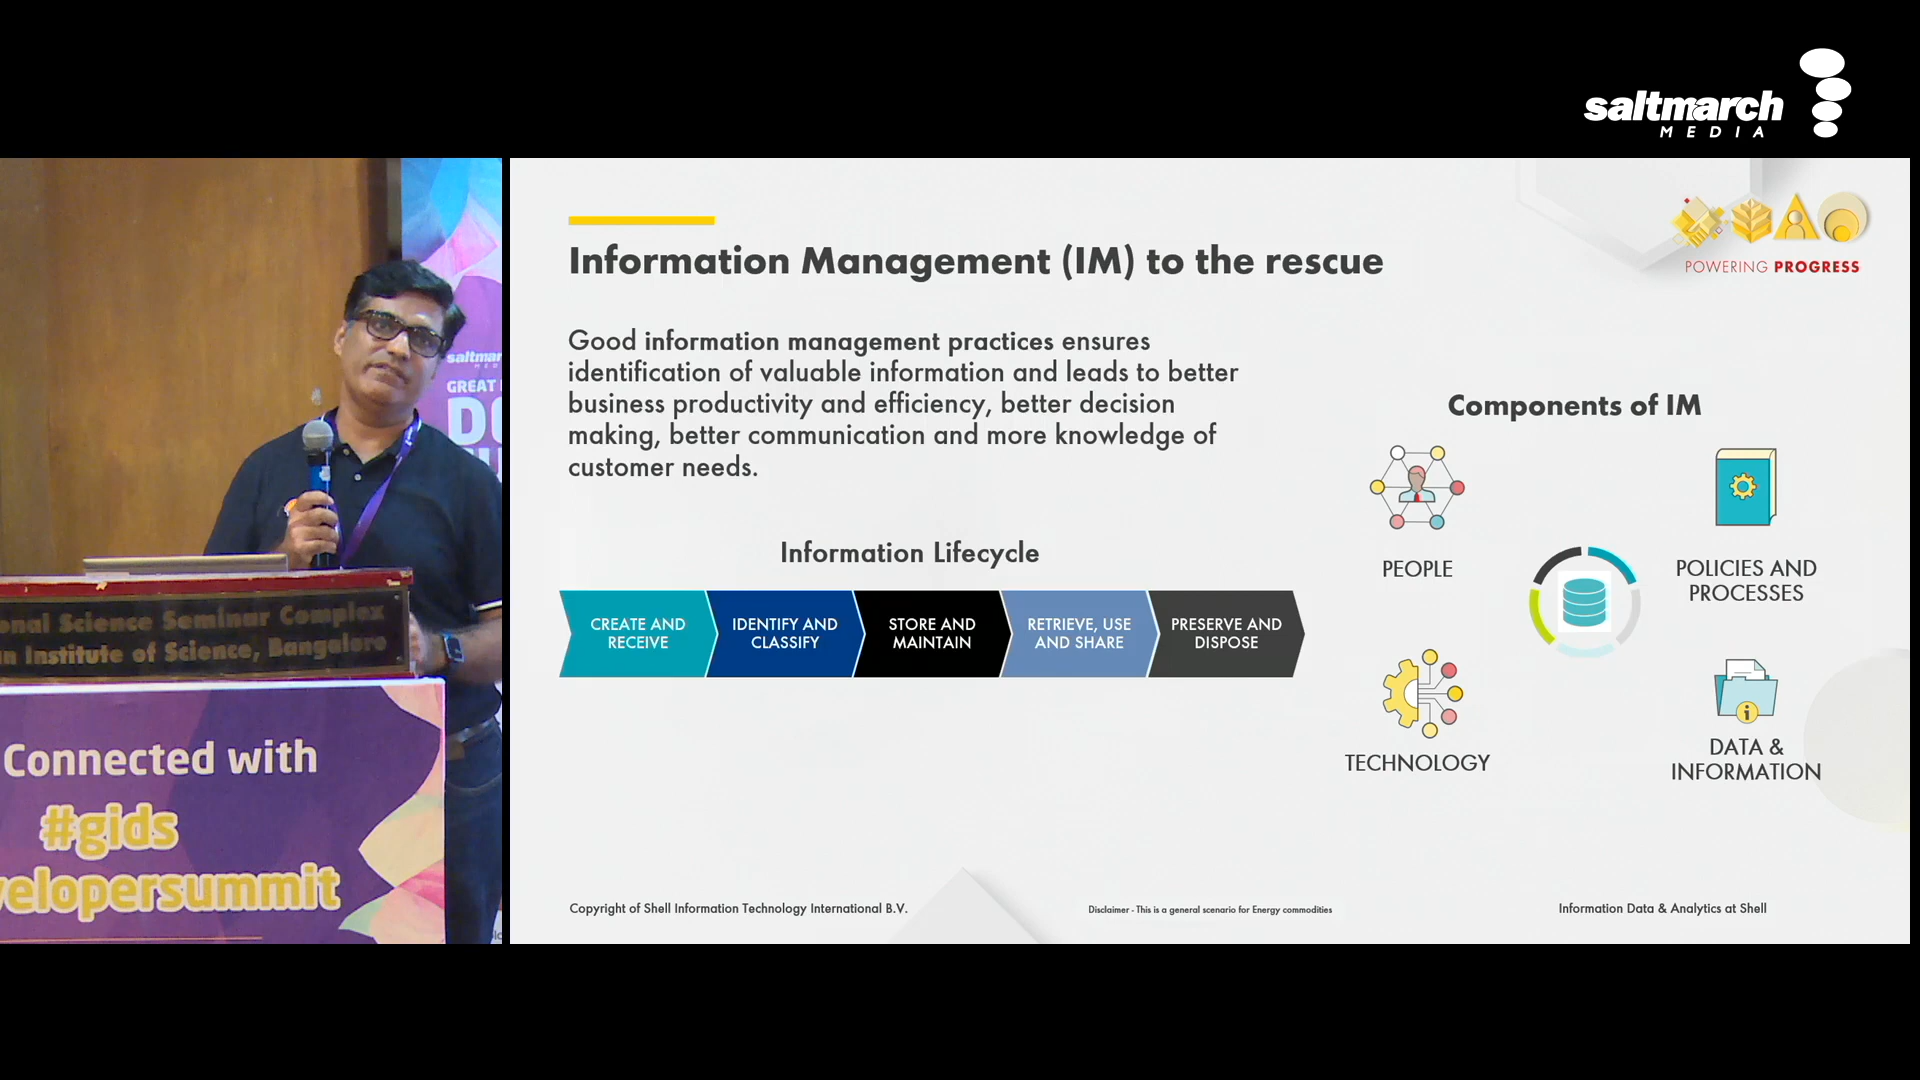 saltmarch
MEDIA
saltmar
GREAT
onal Science Seminar Complex
n Institute of Science, Bangalore
Connected with
#gids
velopersummit
Information Management (IM) to the rescue
POWERING PROGRESS
Good information management practices ensures
identification of valuable information and leads to better
business productivity and efficiency, better decision
making, better communication and more knowledge of
customer needs.
Information Lifecycle
CREATE AND
RECEIVE
IDENTIFY AND
CLASSIFY
STORE AND
MAINTAIN
RETRIEVE, USE
AND SHARE
PRESERVE AND
DISPOSE
Components of IM
PEOPLE
POLICIES AND
PROCESSES
TECHNOLOGY
DATA &
INFORMATION
Copyright of Shell Information Technology International B.V.
Disclaimer - This is a general scenario for Energy commodities
Information Data & Analytics at Shell